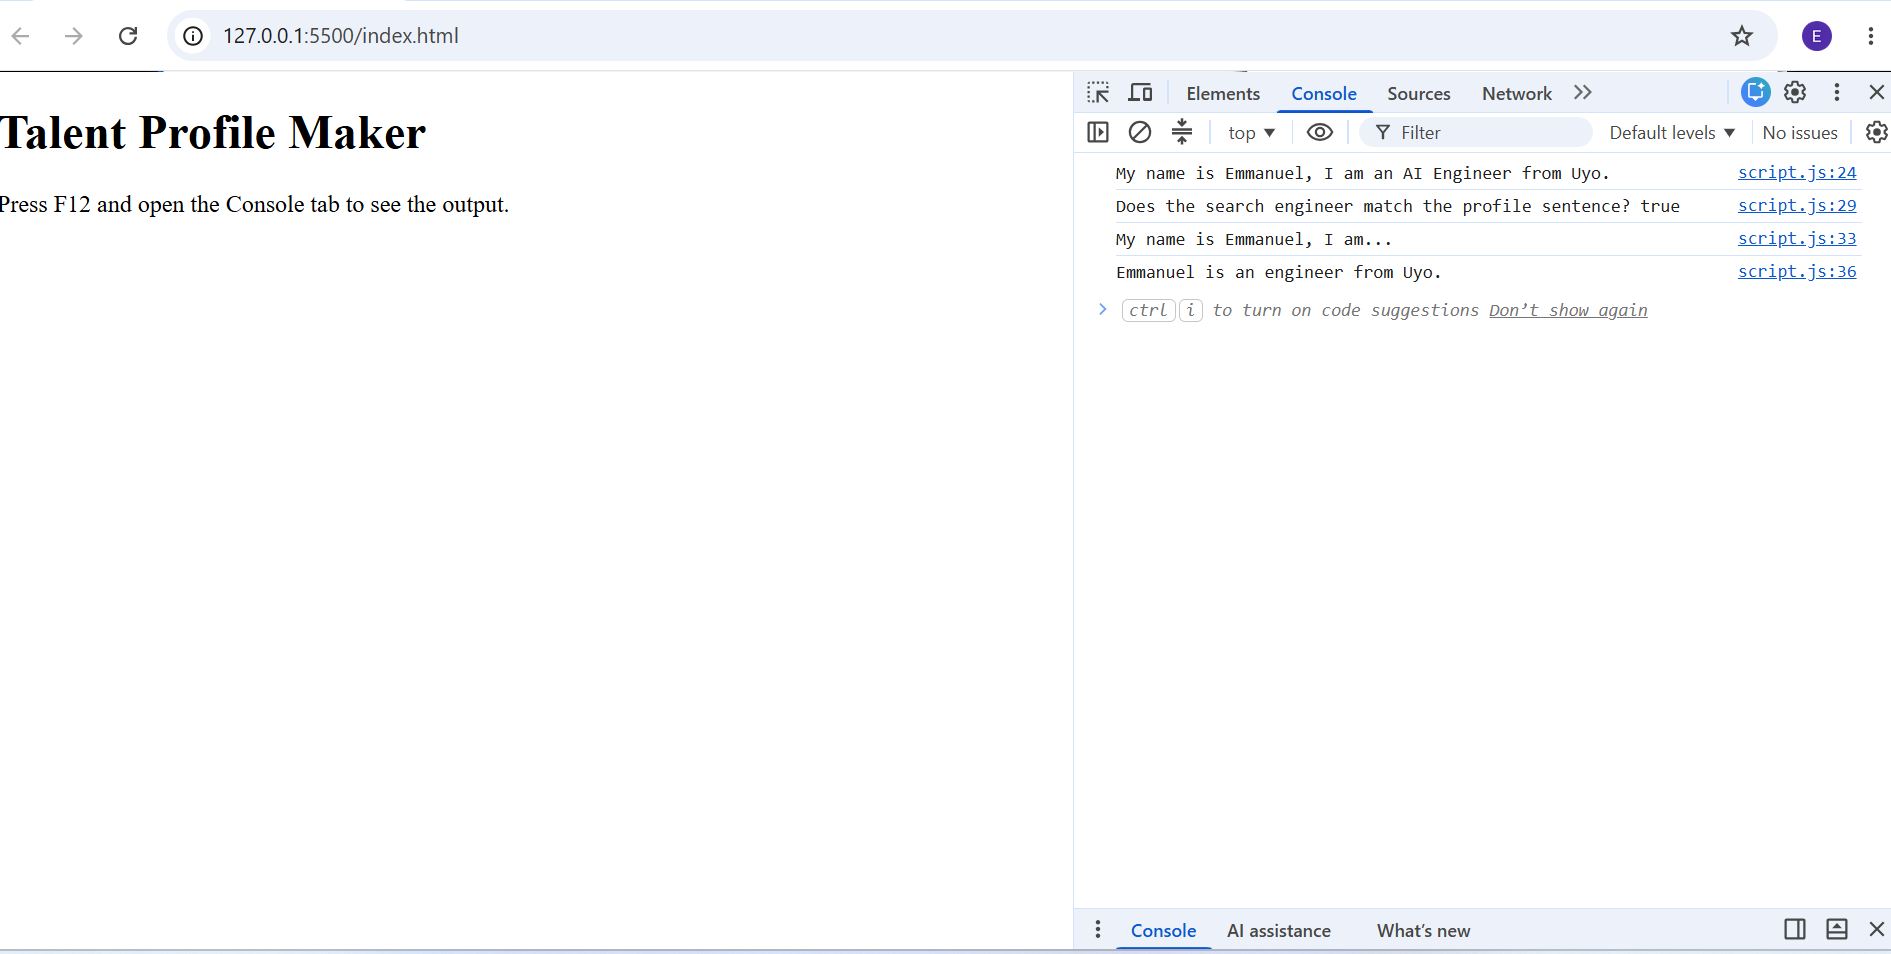 127.0.0.1:5500/index.html
E
Talent Profile Maker
Press F12 and open the Console tab to see the output.
Elements Console Sources Network
top Filter Default levels No issues
My name is Emmanuel, I am an AI Engineer from Uyo. script.js:24
Does the search engineer match the profile sentence? true script.js:29
My name is Emmanuel, I am... script.js:33
Emmanuel is an engineer from Uyo. script.js:36
ctrl i to turn on code suggestions Don’t show again
Console AI assistance What’s new